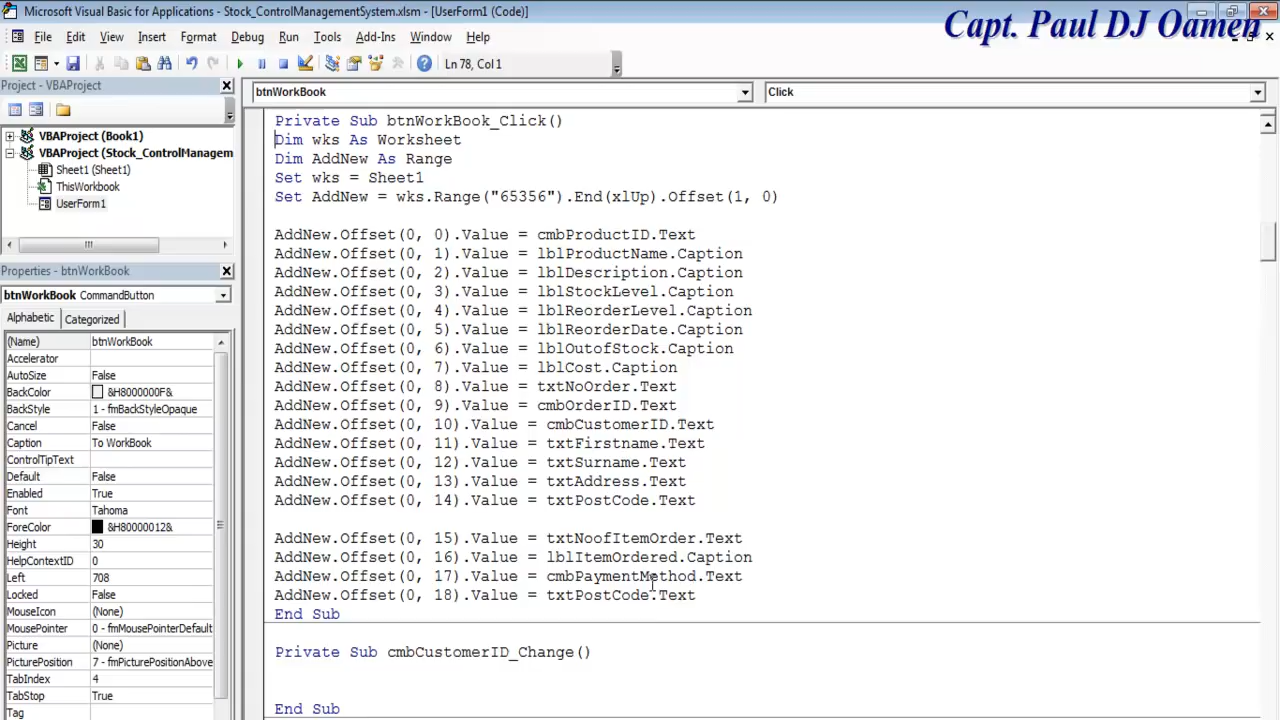 Microsoft Visual Basic for Applications - Stock_ControlManagementSystem.xlsm - [UserForm1 (Code)]
Capt. Paul DJ Oamen
File Edit View Insert Format Debug Run Tools Add-Ins Window Help
Ln 78, Col 1
Project - VBAProject
VBAProject (Book1)
VBAProject (Stock_ControlManagem
Sheet1 (Sheet1)
ThisWorkbook
UserForm1
Properties - btnWorkBook
btnWorkBook CommandButton
Alphabetic Categorized
(Name) btnWorkBook
Accelerator
AutoSize False
BackColor &H8000000F&
BackStyle 1 - fmBackStyleOpaque
Cancel False
Caption To WorkBook
ControlTipText
Default False
Enabled True
Font Tahoma
ForeColor &H80000012&
Height 30
HelpContextID 0
Left 708
Locked False
MouseIcon (None)
MousePointer 0 - fmMousePointerDefault
Picture (None)
PicturePosition 7 - fmPicturePositionAbove
TabIndex 4
TabStop True
Tag
btnWorkBook Click
Private Sub btnWorkBook_Click()
Dim wks As Worksheet
Dim AddNew As Range
Set wks = Sheet1
Set AddNew = wks.Range("65356").End(xlUp).Offset(1, 0)
AddNew.Offset(0, 0).Value = cmbProductID.Text
AddNew.Offset(0, 1).Value = lblProductName.Caption
AddNew.Offset(0, 2).Value = lblDescription.Caption
AddNew.Offset(0, 3).Value = lblStockLevel.Caption
AddNew.Offset(0, 4).Value = lblReorderLevel.Caption
AddNew.Offset(0, 5).Value = lblReorderDate.Caption
AddNew.Offset(0, 6).Value = lblOutofStock.Caption
AddNew.Offset(0, 7).Value = lblCost.Caption
AddNew.Offset(0, 8).Value = txtNoOrder.Text
AddNew.Offset(0, 9).Value = cmbOrderID.Text
AddNew.Offset(0, 10).Value = cmbCustomerID.Text
AddNew.Offset(0, 11).Value = txtFirstname.Text
AddNew.Offset(0, 12).Value = txtSurname.Text
AddNew.Offset(0, 13).Value = txtAddress.Text
AddNew.Offset(0, 14).Value = txtPostCode.Text
AddNew.Offset(0, 15).Value = txtNoofItemOrder.Text
AddNew.Offset(0, 16).Value = lblItemOrdered.Caption
AddNew.Offset(0, 17).Value = cmbPaymentMethod.Text
AddNew.Offset(0, 18).Value = txtPostCode.Text
End Sub
Private Sub cmbCustomerID_Change()
End Sub